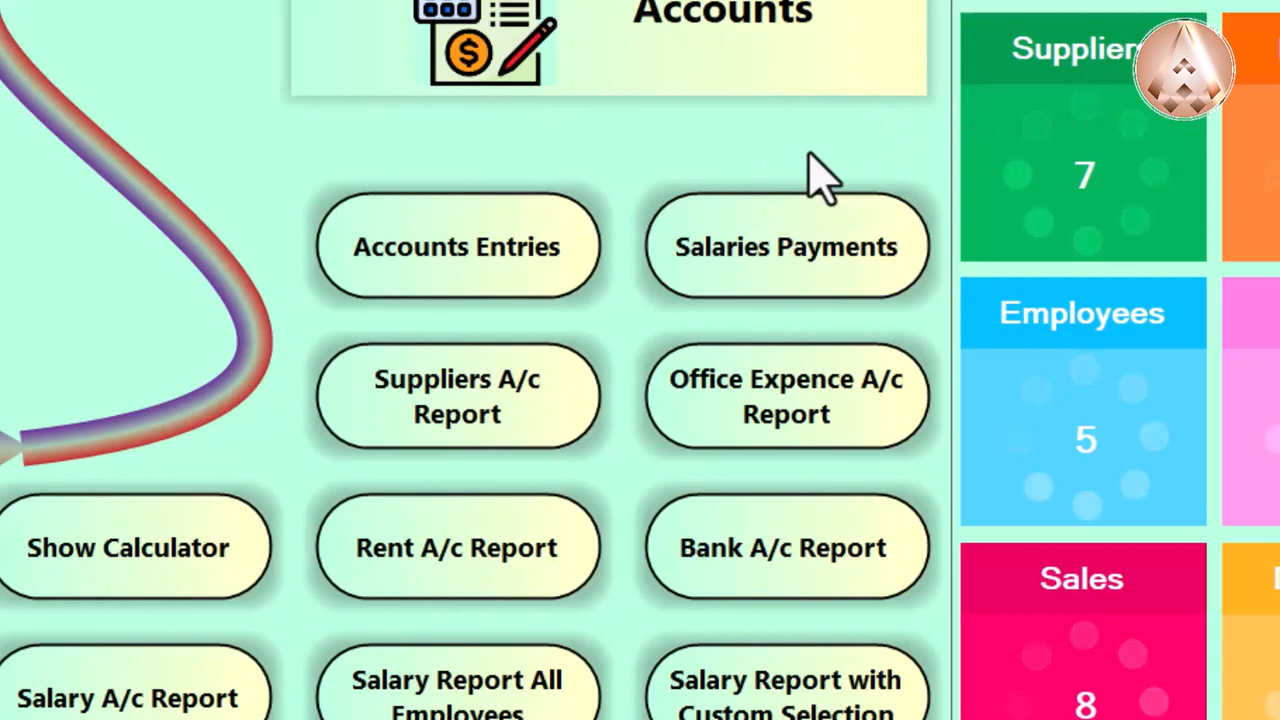 Accounts
Accounts Entries
Salaries Payments
Suppliers A/c
Report
Office Expence A/c
Report
Show Calculator
Rent A/c Report
Bank A/c Report
Salary A/c Report
Salary Report All
Employees
Salary Report with
Custom Selection
7
Employees
5
Sales
8